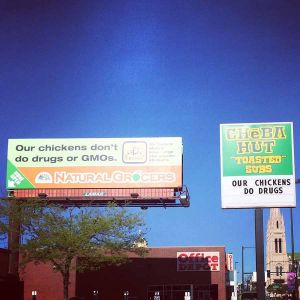 Our chickens don't
do drugs or GMOs.
NATURAL GROCERS
LAMAR
CHEBA
HUT
"TOASTED"
SUBS
OUR CHICKENS
DO DRUGS
Office
DEPOT